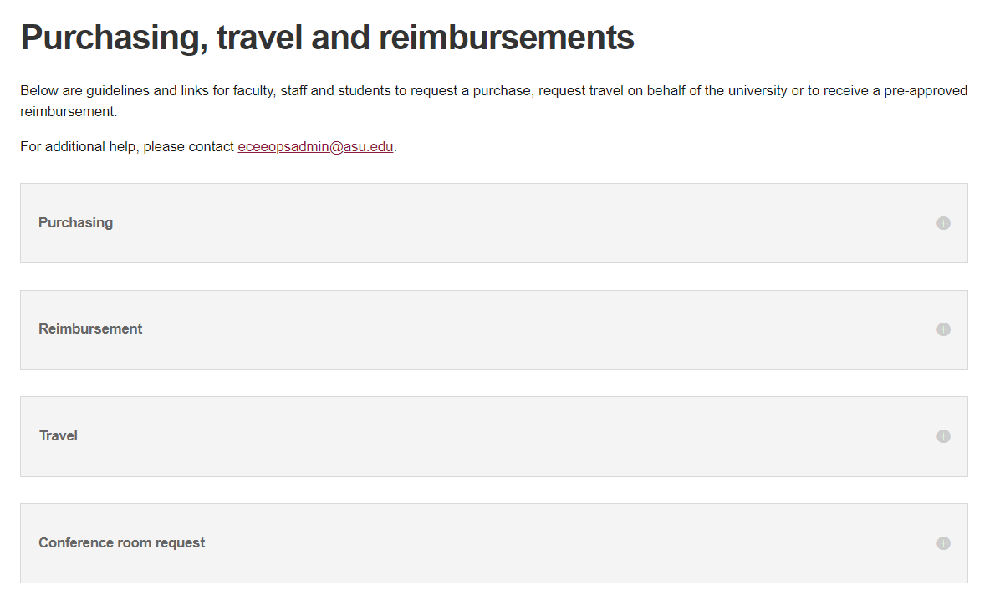 Purchasing, travel and reimbursements
Below are guidelines and links for faculty, staff and students to request a purchase, request travel on behalf of the university or to receive a pre-approved
reimbursement.
For additional help, please contact eceeopsadmin@asu.edu.
Purchasing
Reimbursement
Travel
Conference room request